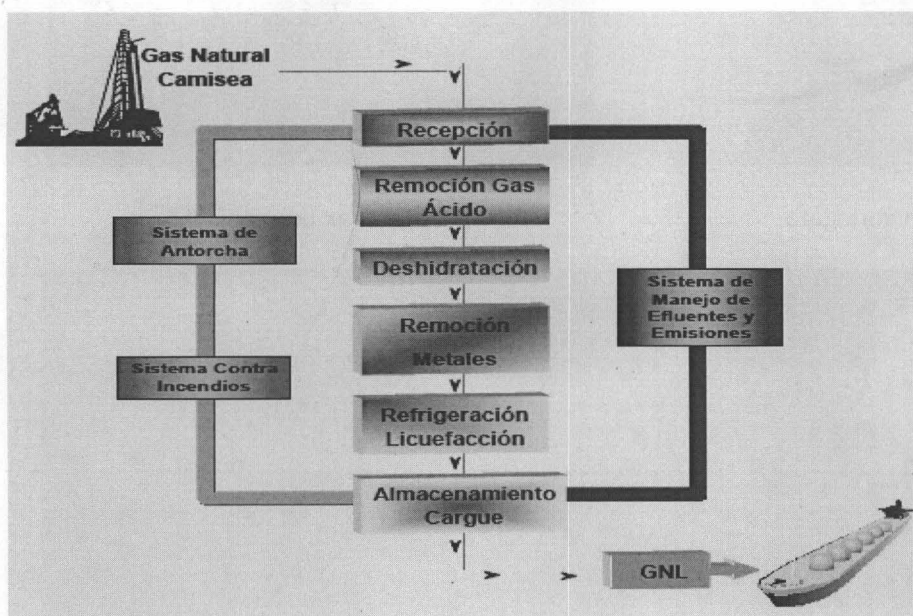 Gas Natural
Camisea
Recepción
Remoción Gas
Ácido
Sistema de
Antorcha
Deshidratación
Sistema de
Manejo de
Efluentes y
Emisiones
Remoción
Metales
Sistema Contra
Incendios
Refrigeración
Licuefacción
Almacenamiento
Cargue
GNL